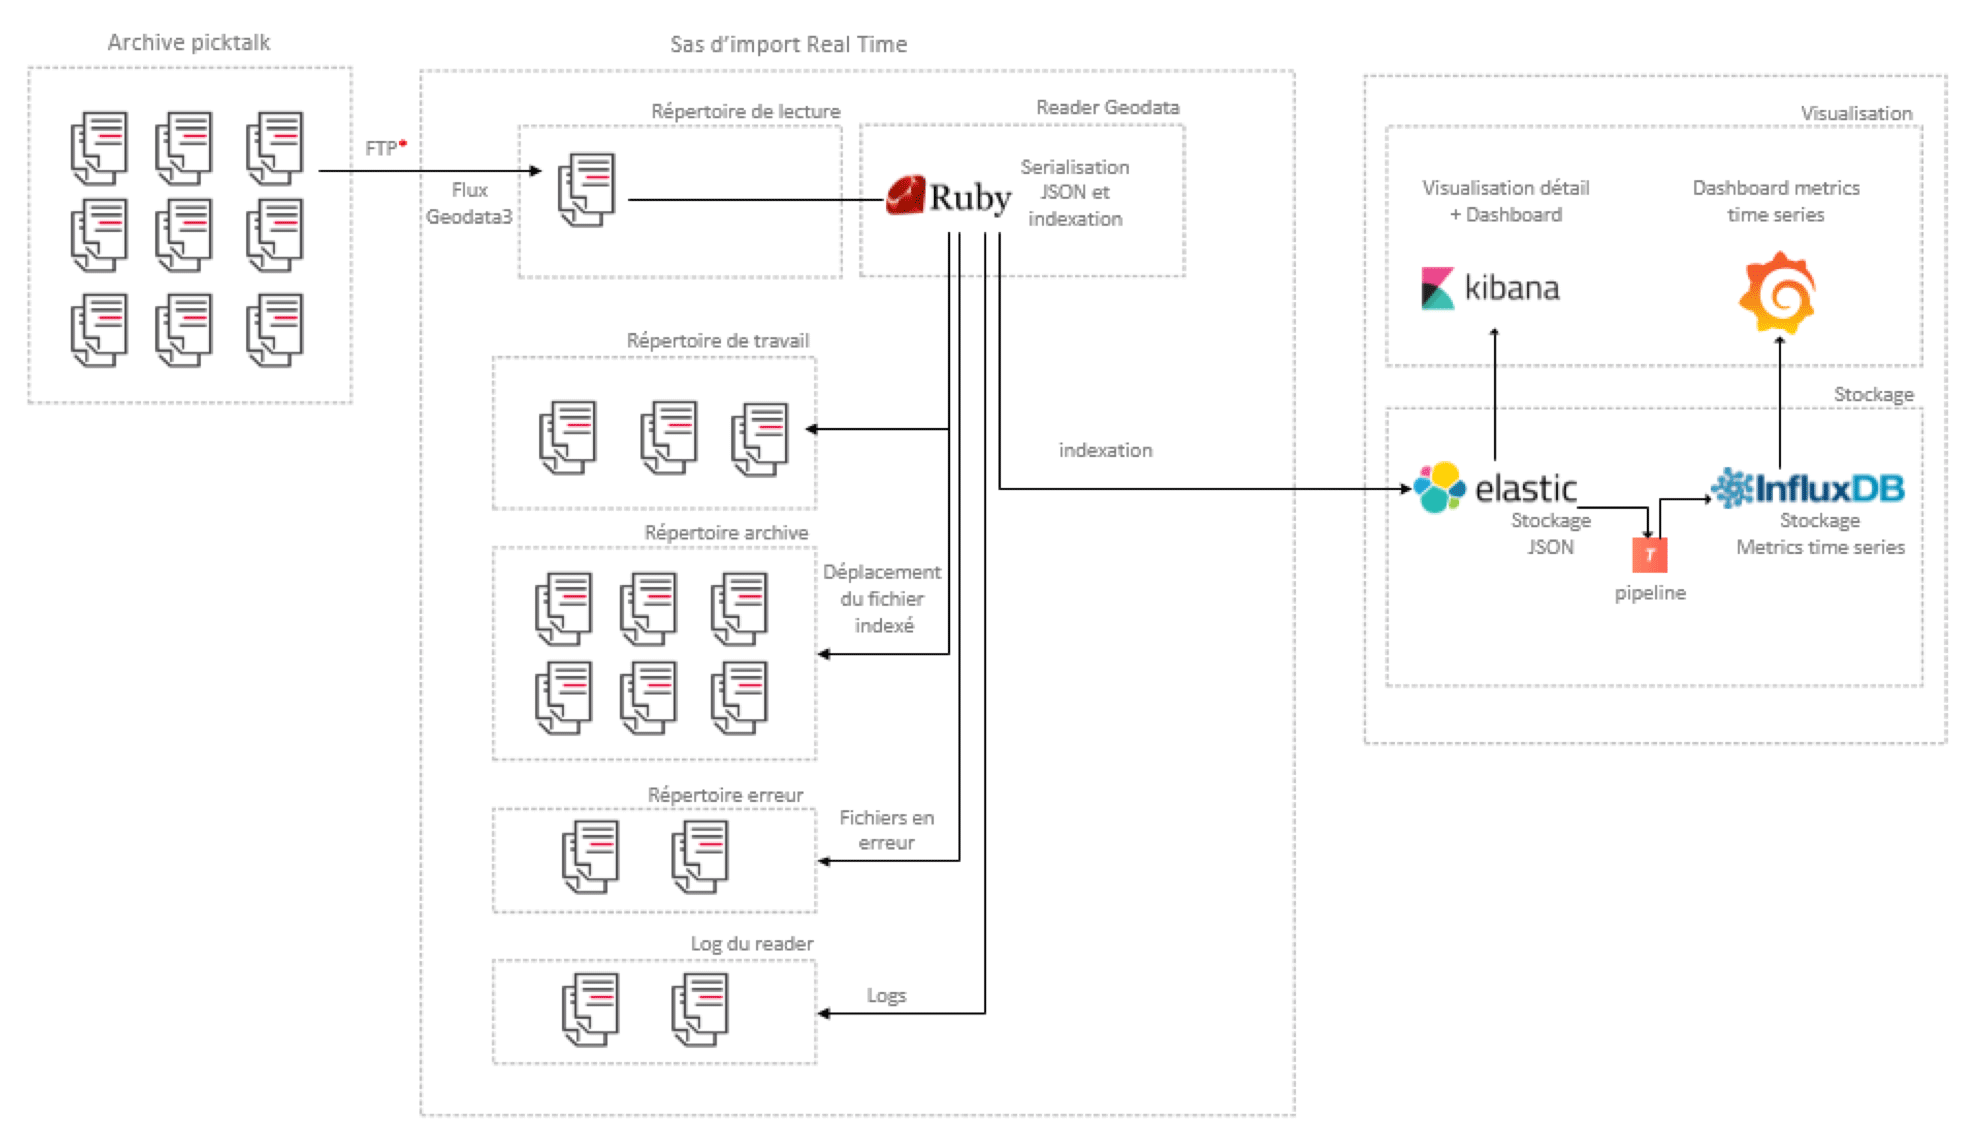 Archive picktalk
Sas d'import Real Time
FTP*
Flux
Geodata3
Répertoire de lecture
Reader Geodata
Ruby
Serialisation
JSON et
indexation
Répertoire de travail
Répertoire archive
Déplacement
du fichier
indexé
Répertoire erreur
Fichiers en
erreur
Log du reader
Logs
indexation
Visualisation
Visualisation détail
+ Dashboard
Dashboard metrics
time series
kibana
Stockage
elastic
Stockage
JSON
T
pipeline
InfluxDB
Stockage
Metrics time series